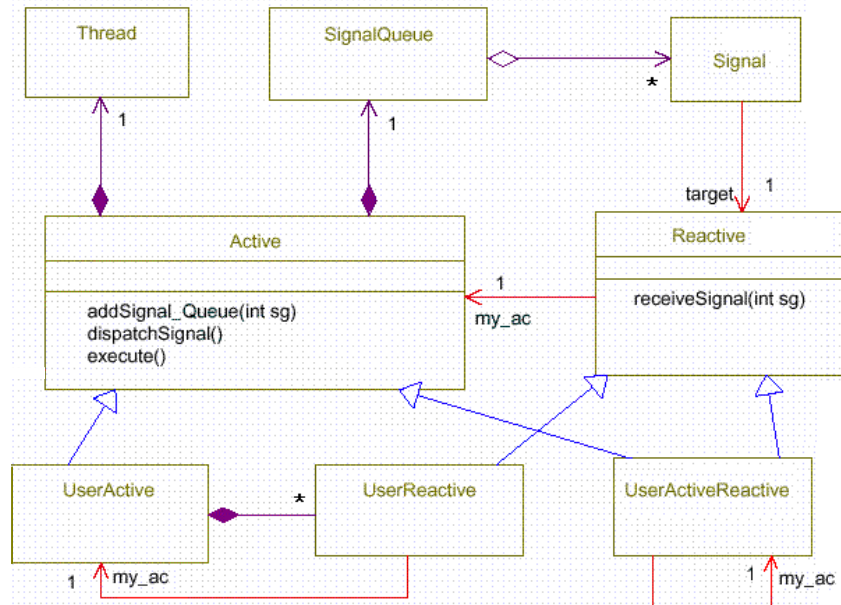 Thread
SignalQueue
Signal
*
1
1
1
target
Active
Reactive
1
my_ac
addSignal_Queue(int sg)
dispatchSignal()
execute()
receiveSignal(int sg)
UserActive
*
UserReactive
UserActiveReactive
1
my_ac
1
my_ac